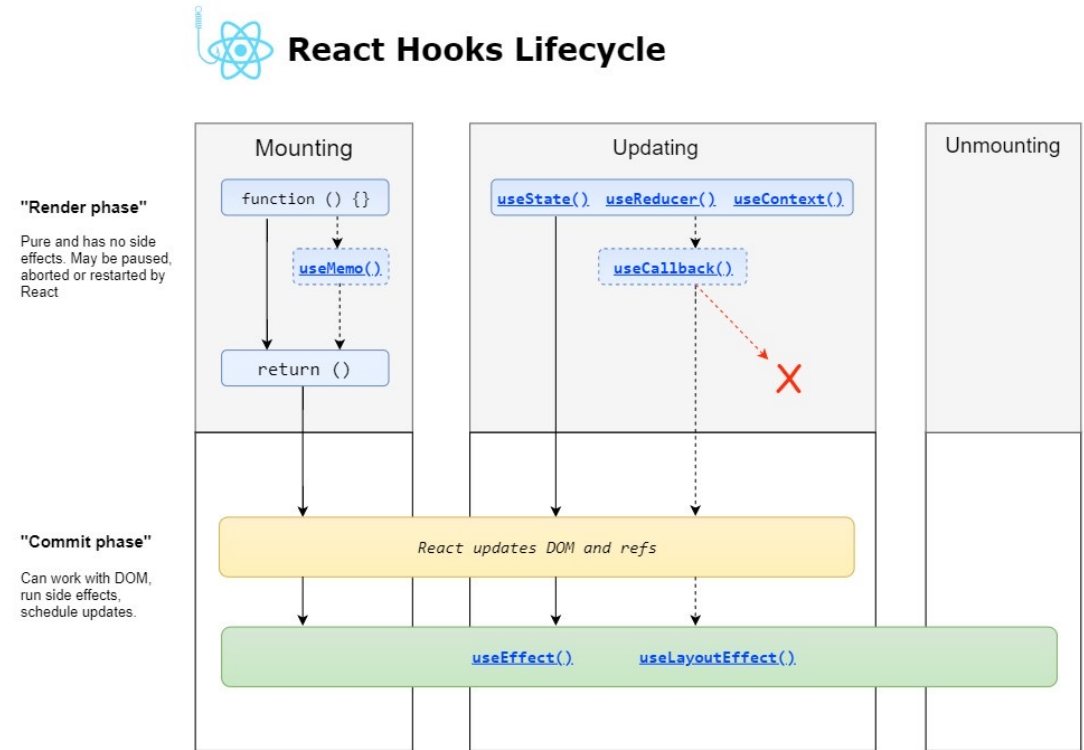 React Hooks Lifecycle
Mounting
Updating
Unmounting
"Render phase"
Pure and has no side
effects. May be paused,
aborted or restarted by
React
function () {}
useMemo()
return ()
useState() useReducer() useContext()
useCallback()
"Commit phase"
Can work with DOM,
run side effects,
schedule updates.
React updates DOM and refs
useEffect() useLayoutEffect()